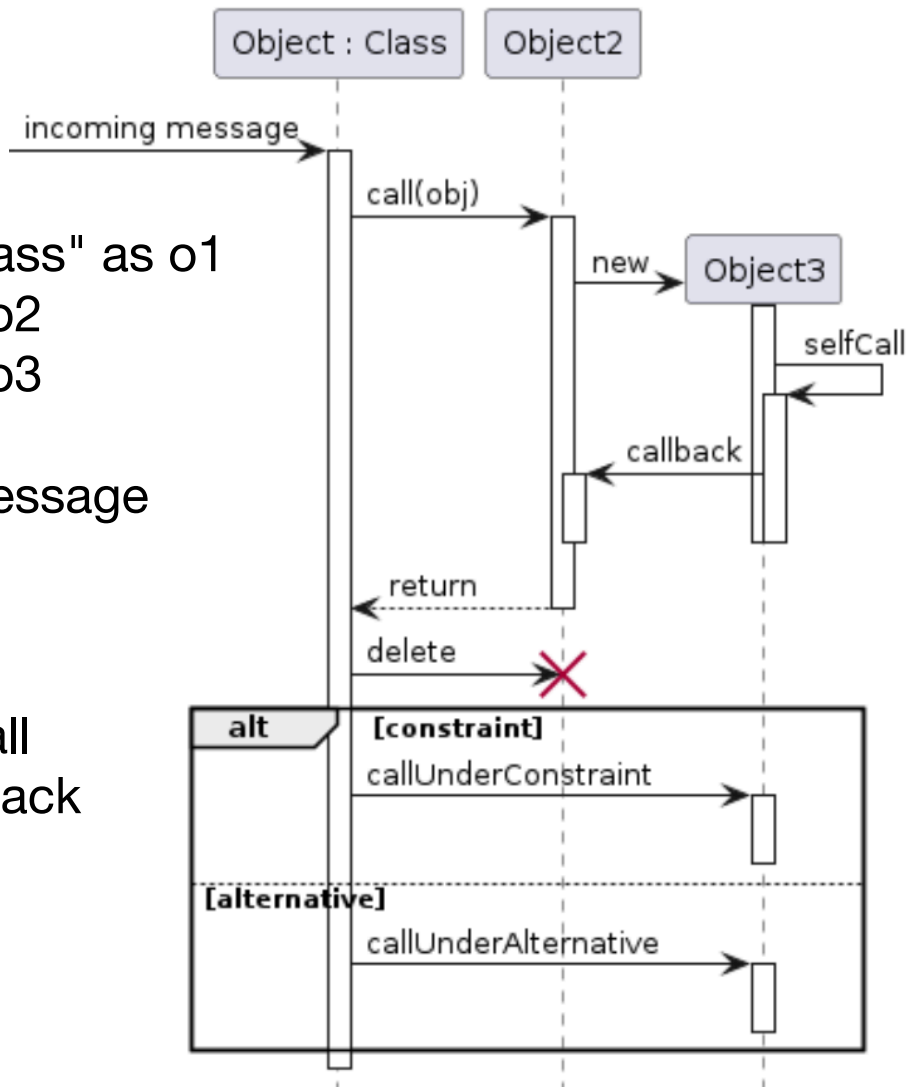 Object : Class
Object2
incoming message
call(obj)
ass" as o1
new
Object3
o2
selfCall
o3
callback
essage
return
delete
all
alt
[constraint]
callUnderConstraint
ack
[alternative]
callUnderAlternative